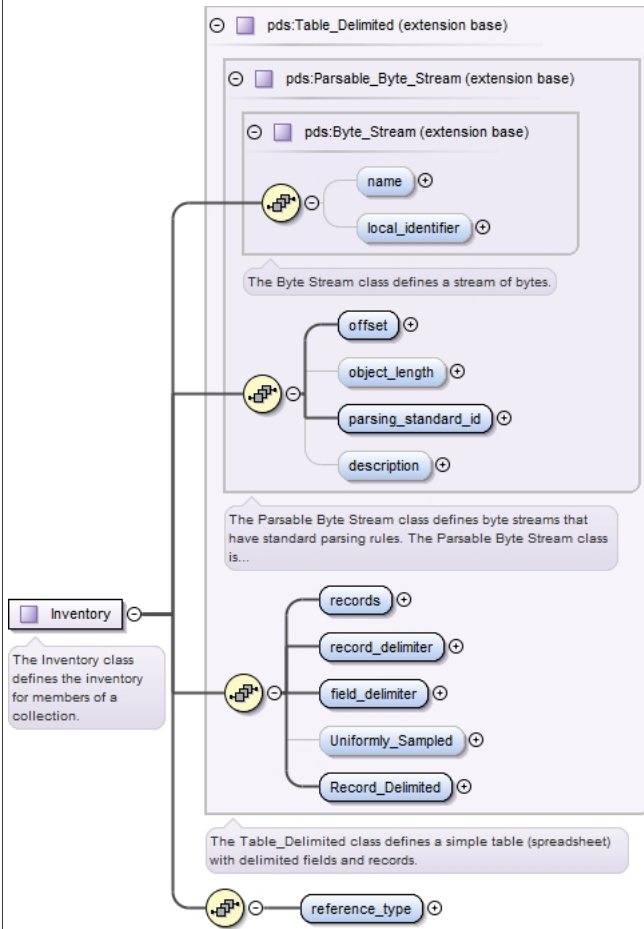 pds:Table_Delimited (extension base)
pds:Parsable_Byte_Stream (extension base)
pds:Byte_Stream (extension base)
name
local_identifier
The Byte Stream class defines a stream of bytes.
offset
object_length
parsing_standard_id
description
The Parsable Byte Stream class defines byte streams that
have standard parsing rules. The Parsable Byte Stream class
is...
records
record_delimiter
field_delimiter
Uniformly_Sampled
Record_Delimited
Inventory
The Inventory class
defines the inventory
for members of a
collection.
The Table_Delimited class defines a simple table (spreadsheet)
with delimited fields and records.
reference_type